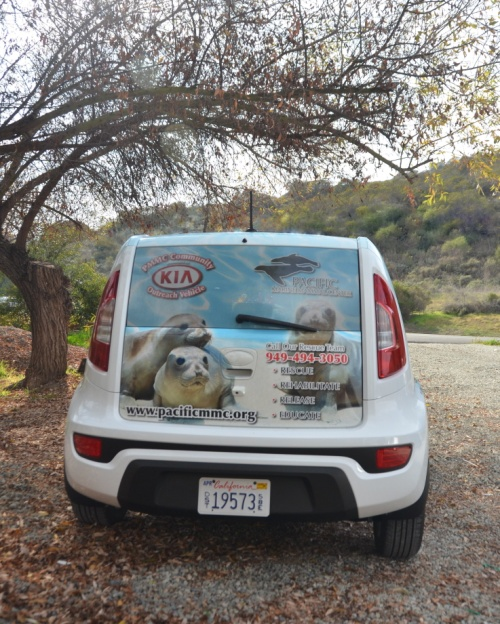 PMMC Community
KIA
Outreach Vehicle
PACIFIC
Call Our Rescue Team
949-494-3050
RESCUE
REHABILITATE
RELEASE
EDUCATE
www.pacificmmc.org
APR California
19573